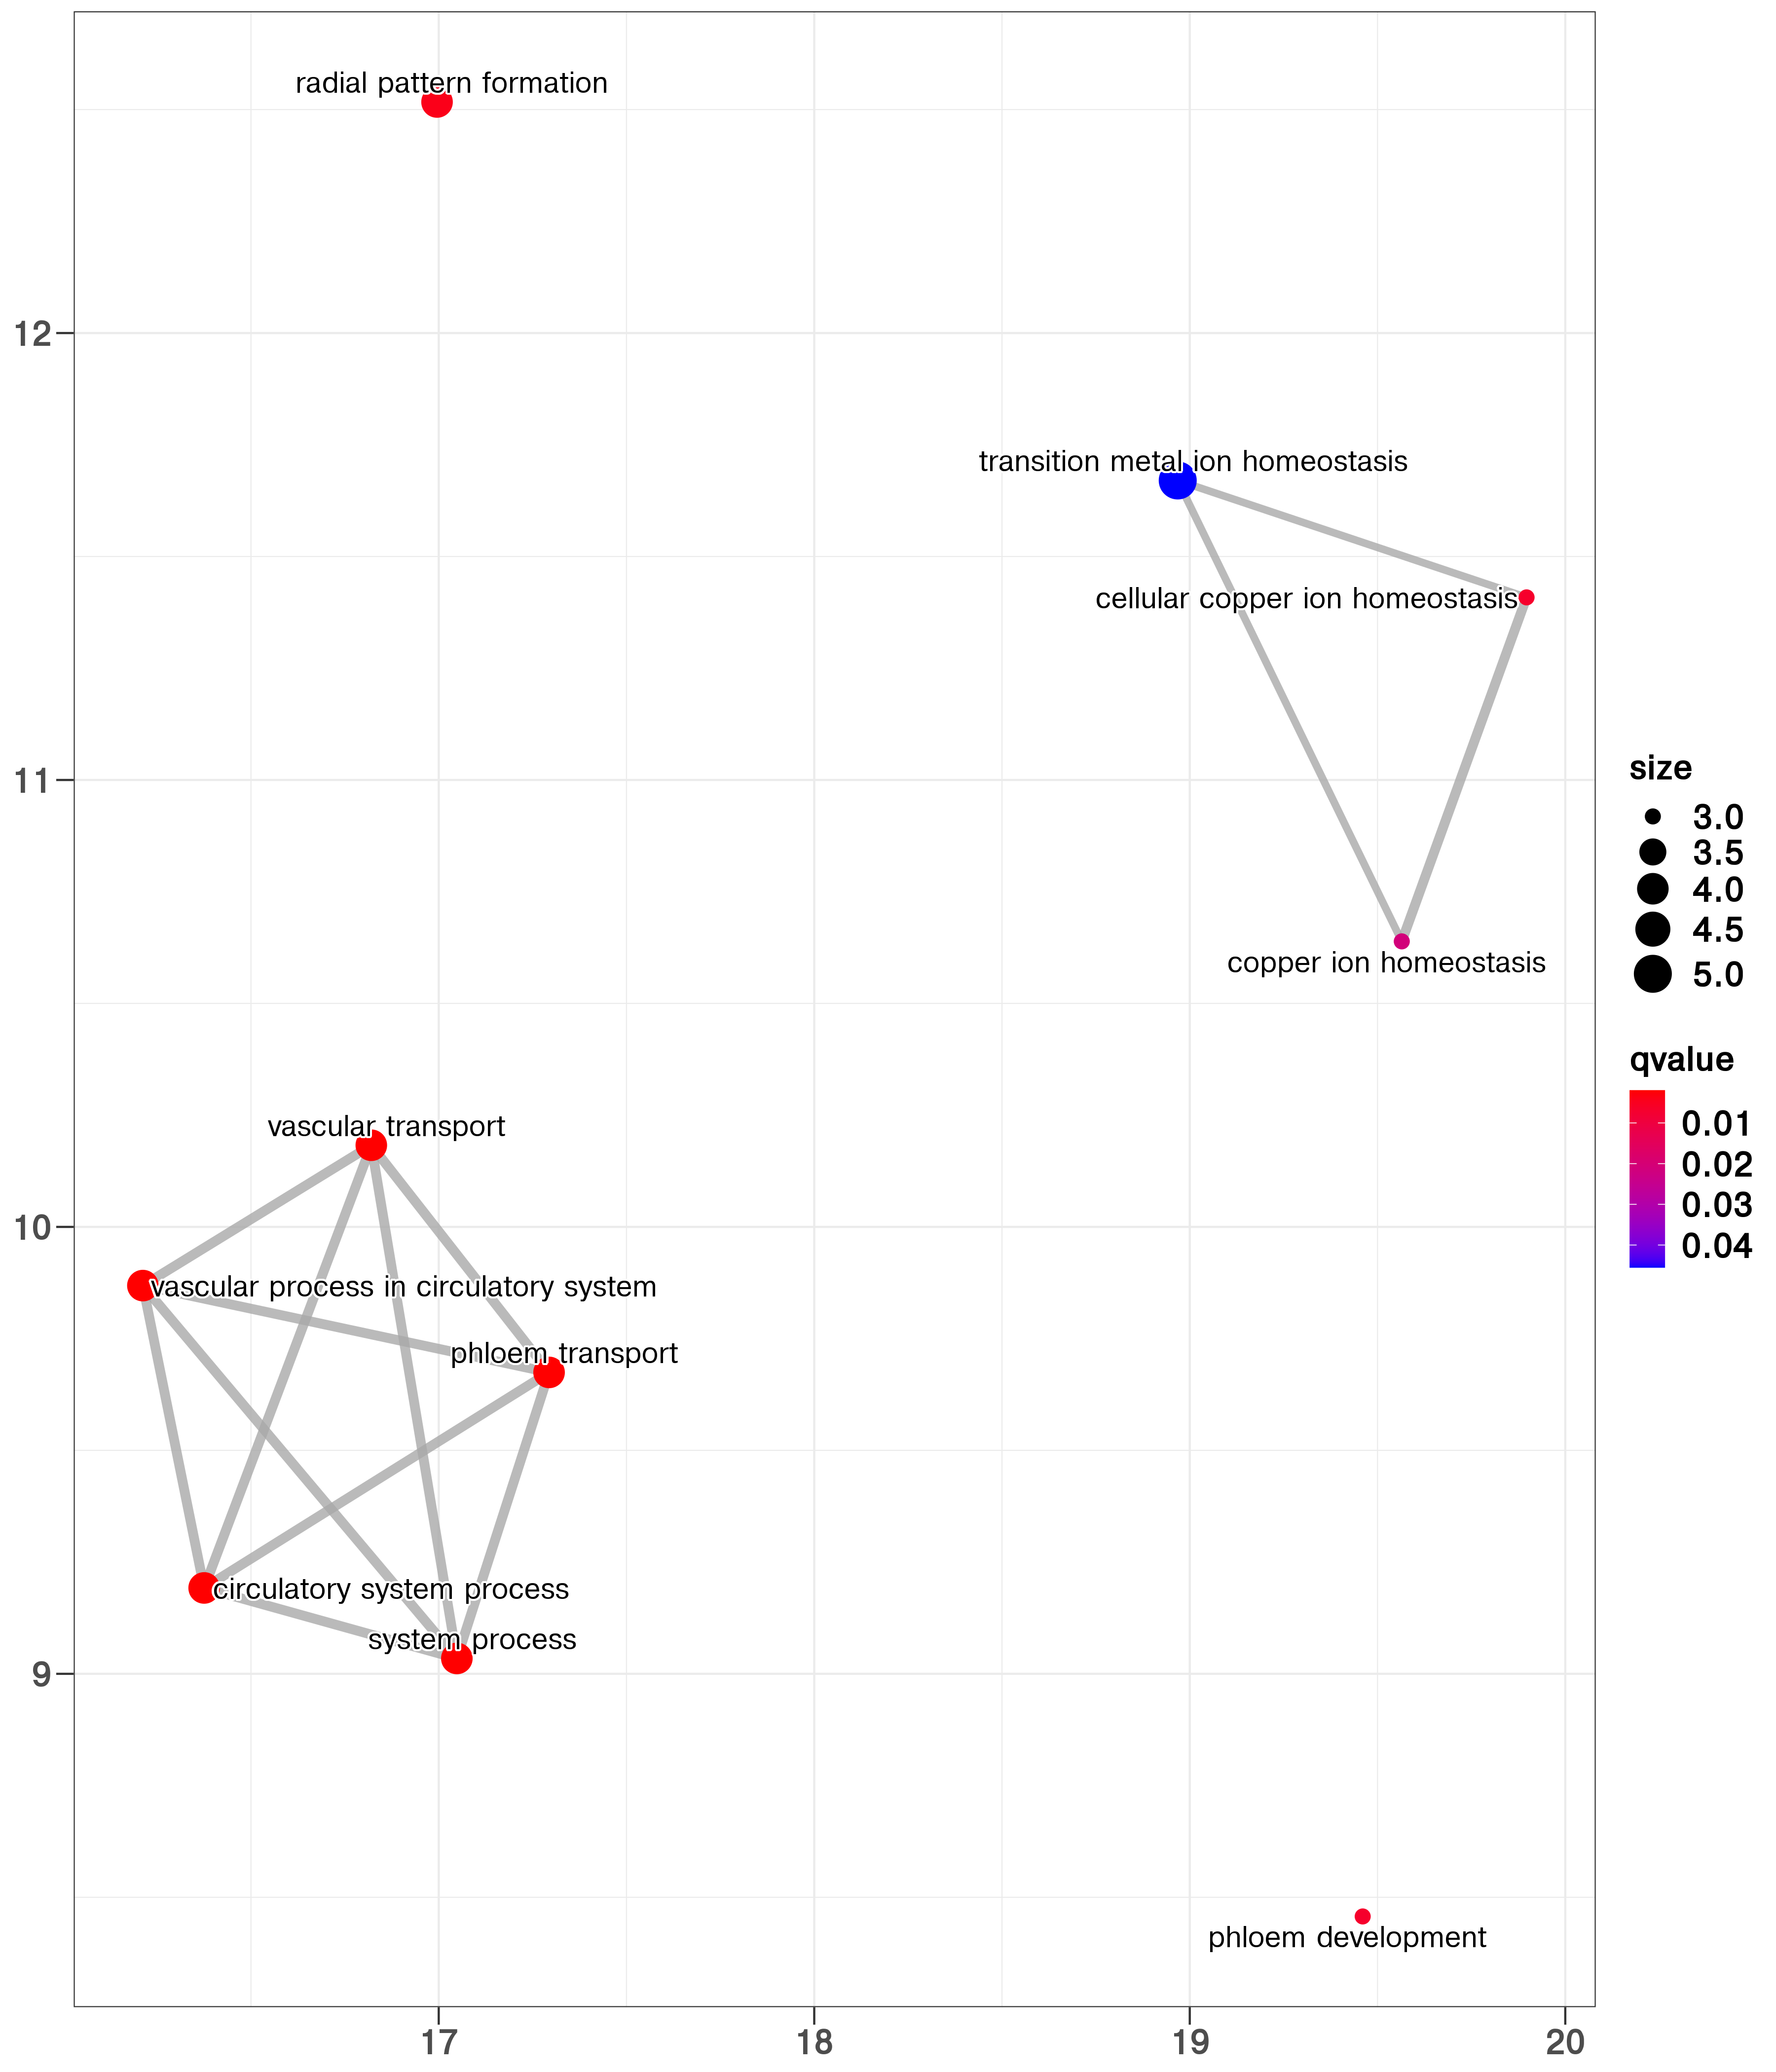 radial pattern formation
12
transition metal ion homeostasis
cellular copper ion homeostasis
11
size
3.0
3.5
4.0
4.5
5.0
copper ion homeostasis
qvalue
0.01
0.02
0.03
0.04
vascular transport
10
vascular process in circulatory system
phloem transport
circulatory system process
system process
9
phloem development
17
18
19
20